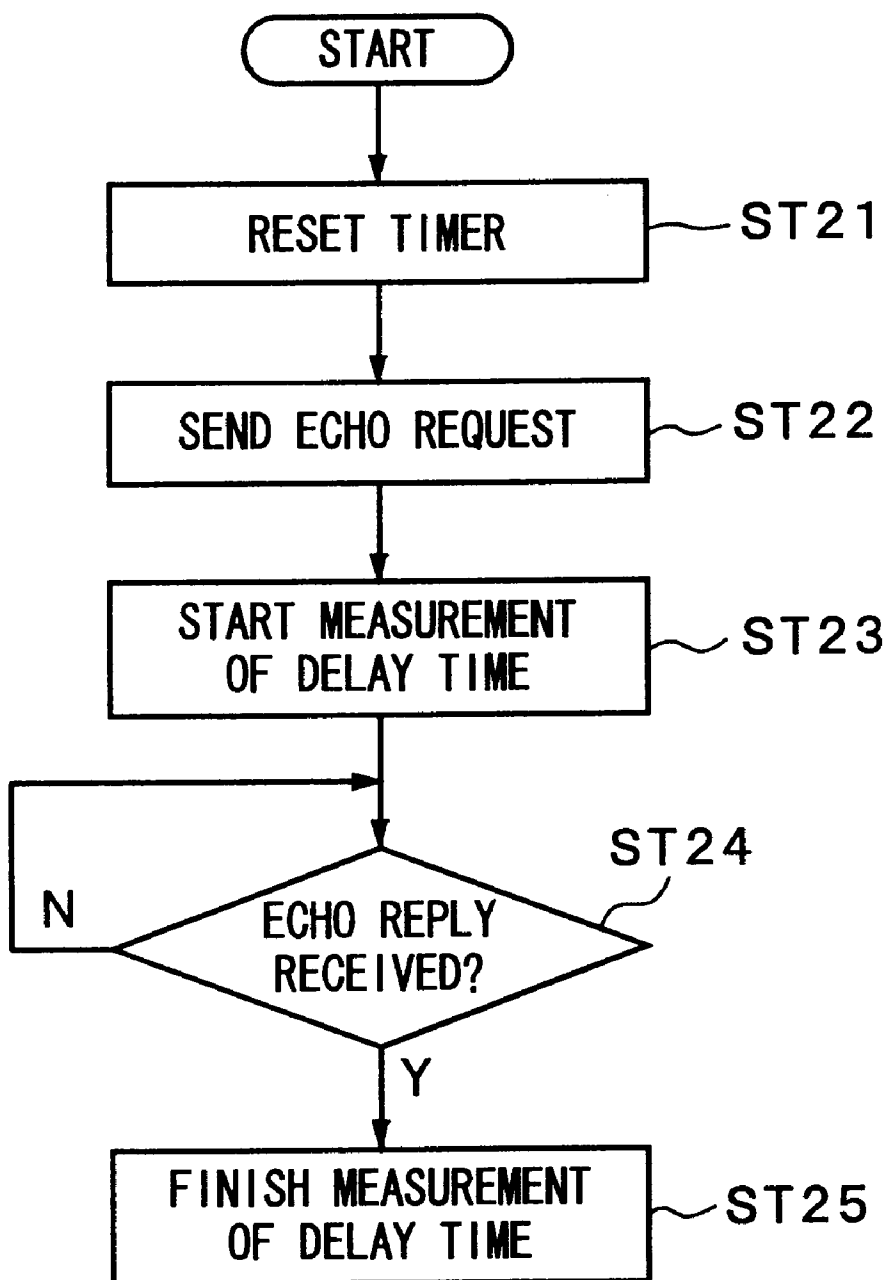 START
RESET TIMER
ST21
SEND ECHO REQUEST
ST22
START MEASUREMENT
OF DELAY TIME
ST23
ST24
N
ECHO REPLY
RECEIVED?
Y
FINISH MEASUREMENT
OF DELAY TIME
ST25